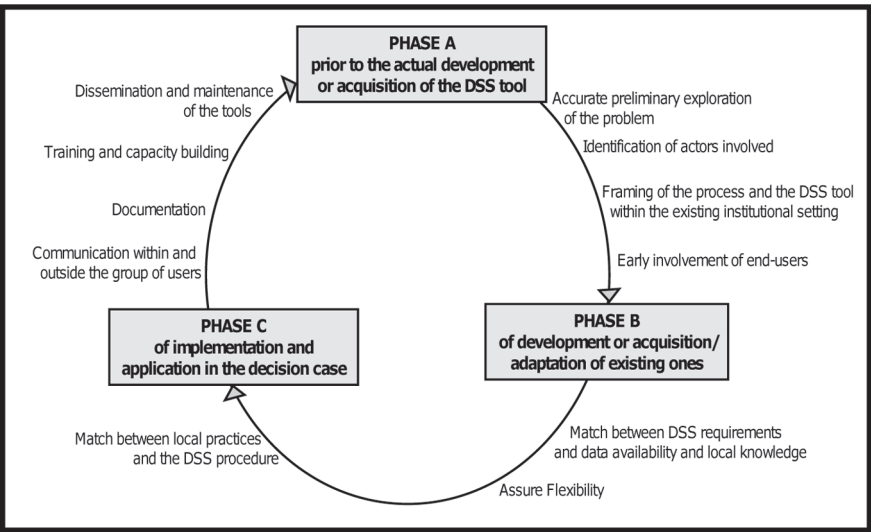 PHASE A
prior to the actual development
or acquisition of the DSS tool
Accurate preliminary exploration
of the problem
Identification of actors involved
Framing of the process and the DSS tool
within the existing institutional setting
Early involvement of end-users
PHASE B
of development or acquisition/
adaptation of existing ones
Match between DSS requirements
and data availability and local knowledge
Assure Flexibility
Match between local practices
and the DSS procedure
PHASE C
of implementation and
application in the decision case
Communication within and
outside the group of users
Documentation
Training and capacity building
Dissemination and maintenance
of the tools